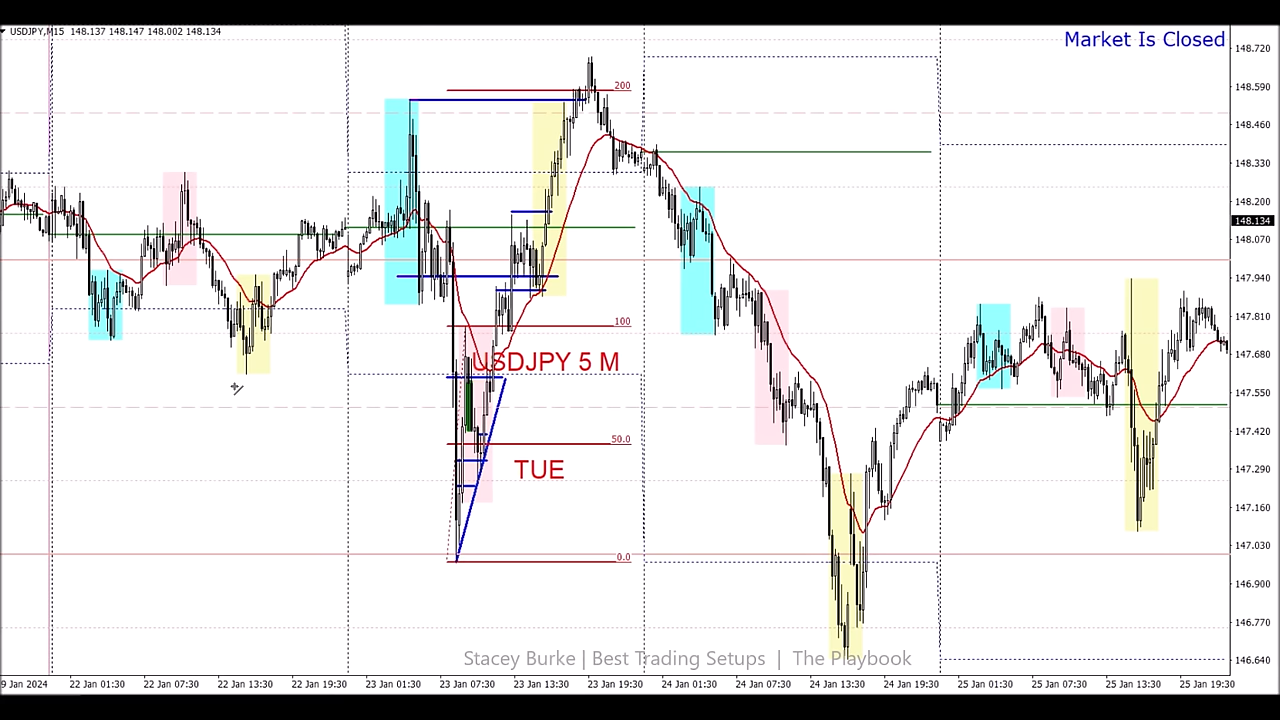 USDJPY,M15 148.137 148.147 148.002 148.134
Market Is Closed
148.720
148.590
148.460
148.330
148.200
148.134
148.070
147.940
147.810
147.680
147.550
147.420
147.290
147.160
147.030
146.900
146.770
146.640
200
100
USDJPY 5 M
50.0
TUE
0.0
Stacey Burke | Best Trading Setups | The Playbook
9 Jan 2024
22 Jan 01:30
22 Jan 07:30
22 Jan 13:30
22 Jan 19:30
23 Jan 01:30
23 Jan 07:30
23 Jan 13:30
23 Jan 19:30
24 Jan 01:30
24 Jan 07:30
24 Jan 13:30
24 Jan 19:30
25 Jan 01:30
25 Jan 07:30
25 Jan 13:30
25 Jan 19:30